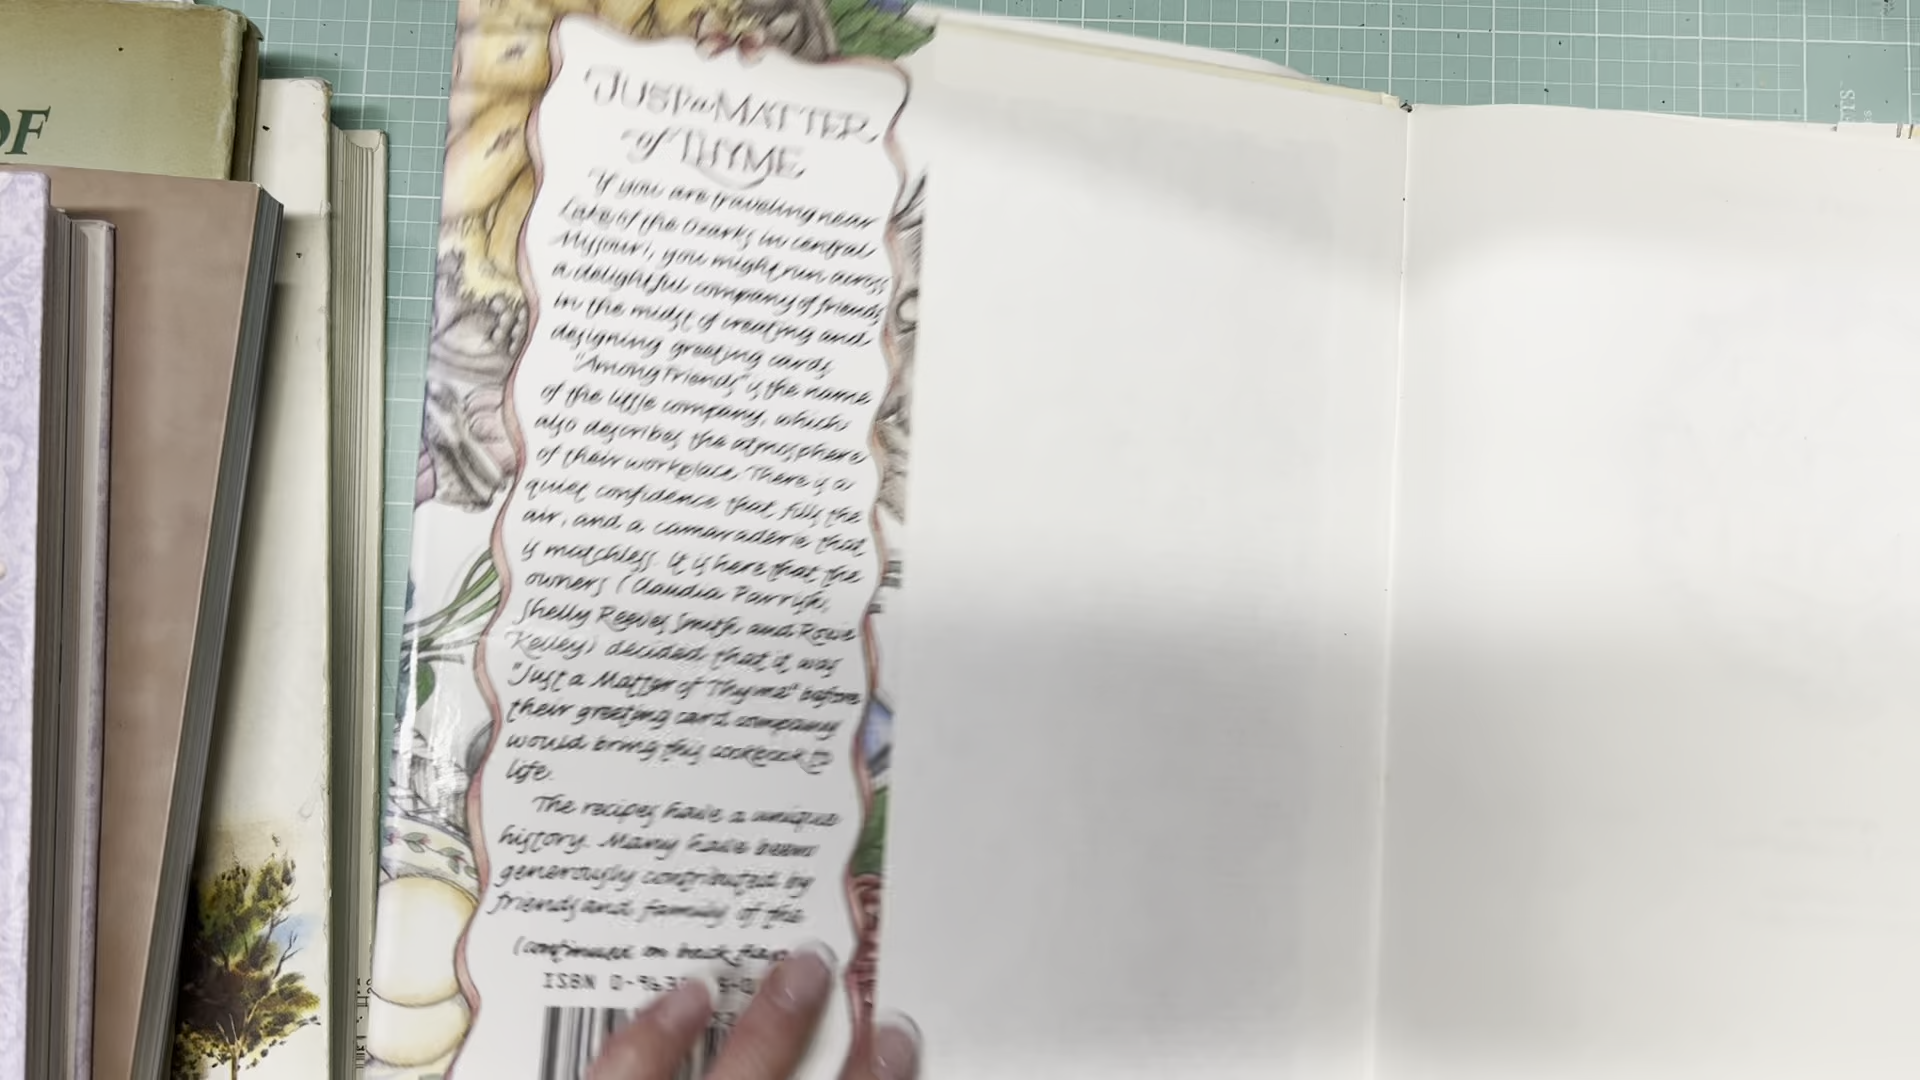 OF
JUST a MATTER
of THYME
If you are traveling near
Lake of the Ozarks in central
Missouri, you might run across
a delightful company of friends
in the midst of creating and
designing greeting cards.
"Among Friends" is the name
of the little company, which
also describes the atmosphere
of their workplace. There is a
quiet confidence that fills the
air, and a camaraderie that
is matchless. It is here that the
owners (Claudia Parrish,
Shelly Reeves Smith and Roxie
Kelley) decided that it was
"Just a Matter of Thyme" before
their greeting card company
would bring this cookbook to
life.
The recipes have a unique
history. Many have been
generously contributed by
friends and family of the
(continued on back
ISBN 0-963